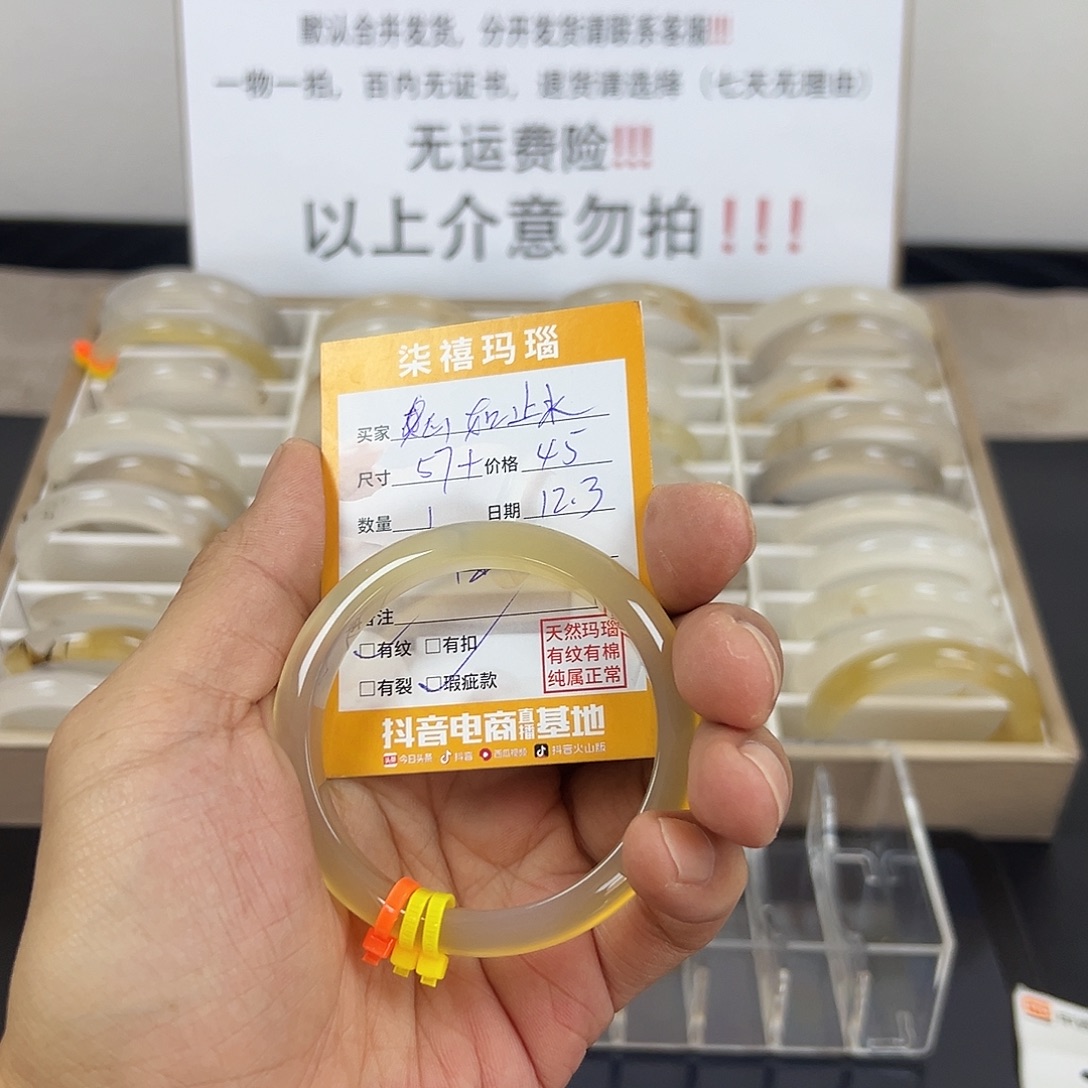 默认合并发货，分开发货请联系客服!!!
一物一拍，百内无证书，退货请选择（七天无理由）
无运费险!!!
以上介意勿拍!!!
柒禧玛瑙
买家 如止水
尺寸 57+ 价格 45
数量 1 日期 12.3
备注
有纹 有扣
有裂 瑕疵款
天然玛瑙
有纹有棉
纯属正常
抖音电商直播基地
头条 今日头条 抖音 西瓜视频 抖音火山版